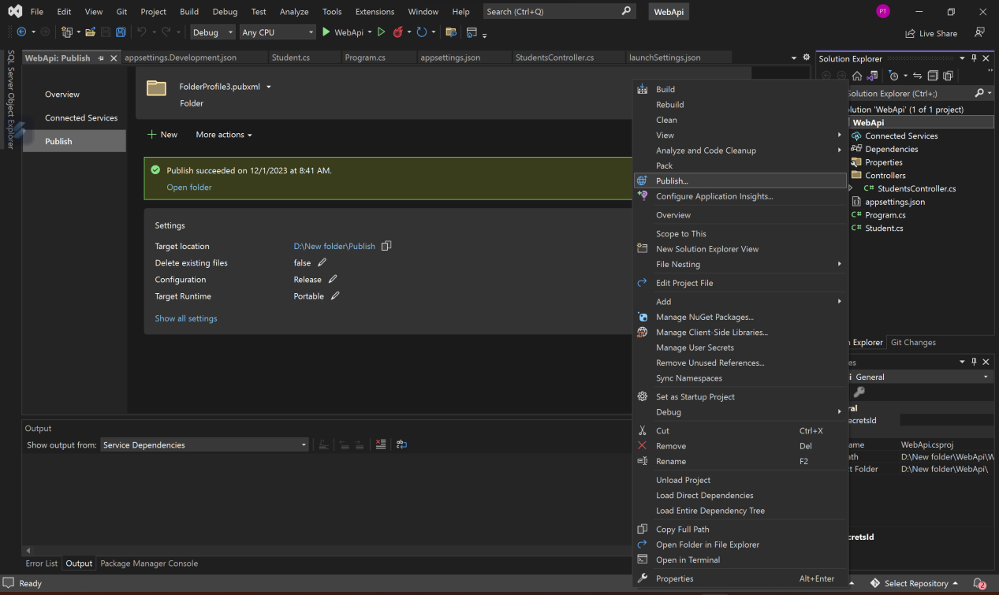 File Edit View Git Project Build Debug Test Analyze Tools Extensions Window Help Search (Ctrl+Q) WebApi PT
Debug Any CPU WebApi Live Share
SQL Server Object Explorer
WebApi: Publish appsettings.Development.json Student.cs Program.cs appsettings.json StudentsController.cs launchSettings.json
Overview
Connected Services
Publish
FolderProfile3.pubxml
Folder
New More actions
Publish succeeded on 12/1/2023 at 8:41 AM.
Open folder
Settings
Target location D:\New folder\Publish
Delete existing files false
Configuration Release
Target Runtime Portable
Show all settings
Build
Rebuild
Clean
View
Analyze and Code Cleanup
Pack
Publish...
Configure Application Insights...
Overview
Scope to This
New Solution Explorer View
File Nesting
Edit Project File
Add
Manage NuGet Packages...
Manage Client-Side Libraries...
Manage User Secrets
Remove Unused References...
Sync Namespaces
Set as Startup Project
Debug
Cut Ctrl+X
Remove Del
Rename F2
Unload Project
Load Direct Dependencies
Load Entire Dependency Tree
Copy Full Path
Open Folder in File Explorer
Open in Terminal
Properties Alt+Enter
Solution Explorer
Solution Explorer (Ctrl+;)
lution 'WebApi' (1 of 1 project)
WebApi
Connected Services
Dependencies
Properties
Controllers
C# StudentsController.cs
appsettings.json
C# Program.cs
C# Student.cs
n Explorer Git Changes
es
i General
ral
ecretsId
ame WebApi.csproj
ath D:\New folder\WebApi\W
t Folder D:\New folder\WebApi\
cretsId
Output
Show output from: Service Dependencies
Error List Output Package Manager Console
Ready Select Repository 2